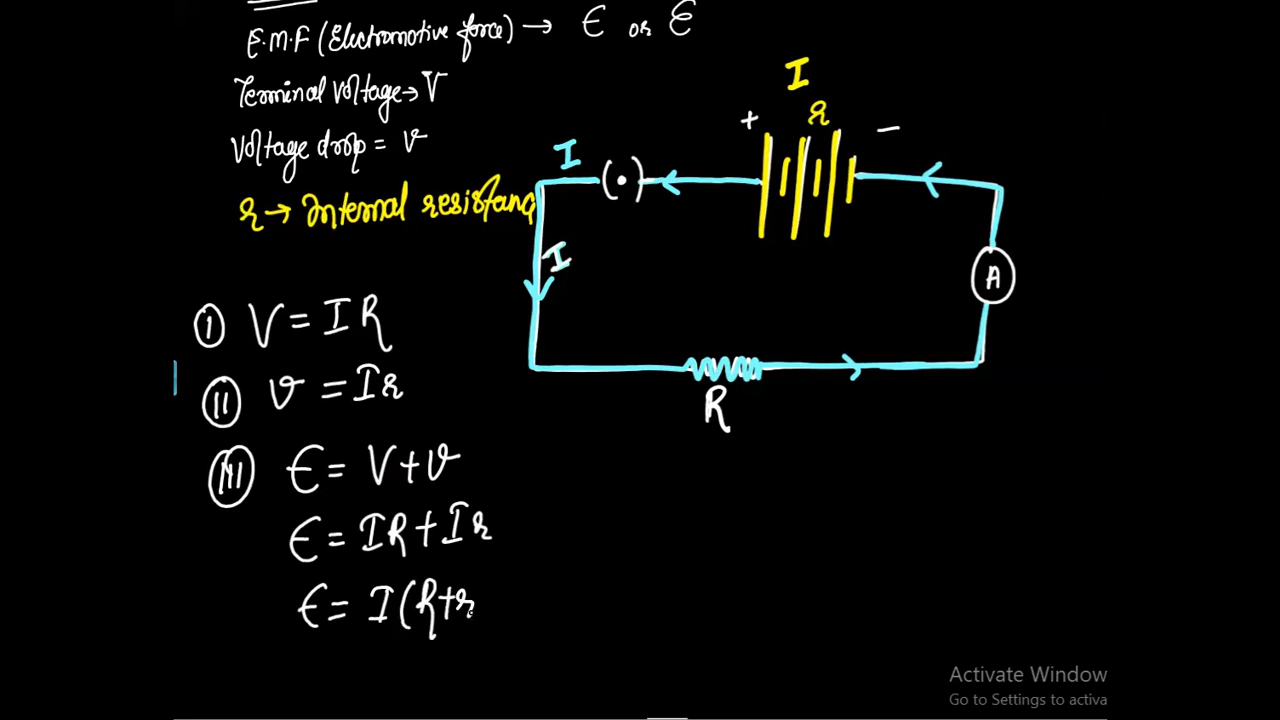 E.M.F (Electromotive force) → ϵ or ℰ
Terminal Voltage → V
Voltage drop = v
r → Internal resistanc
I
r
+
−
I
(•)
I
A
R
(I) V = IR
(II) v = Ir
(III) ϵ = V + v
ϵ = IR + Ir
ϵ = I(R+r
Activate Window
Go to Settings to activa